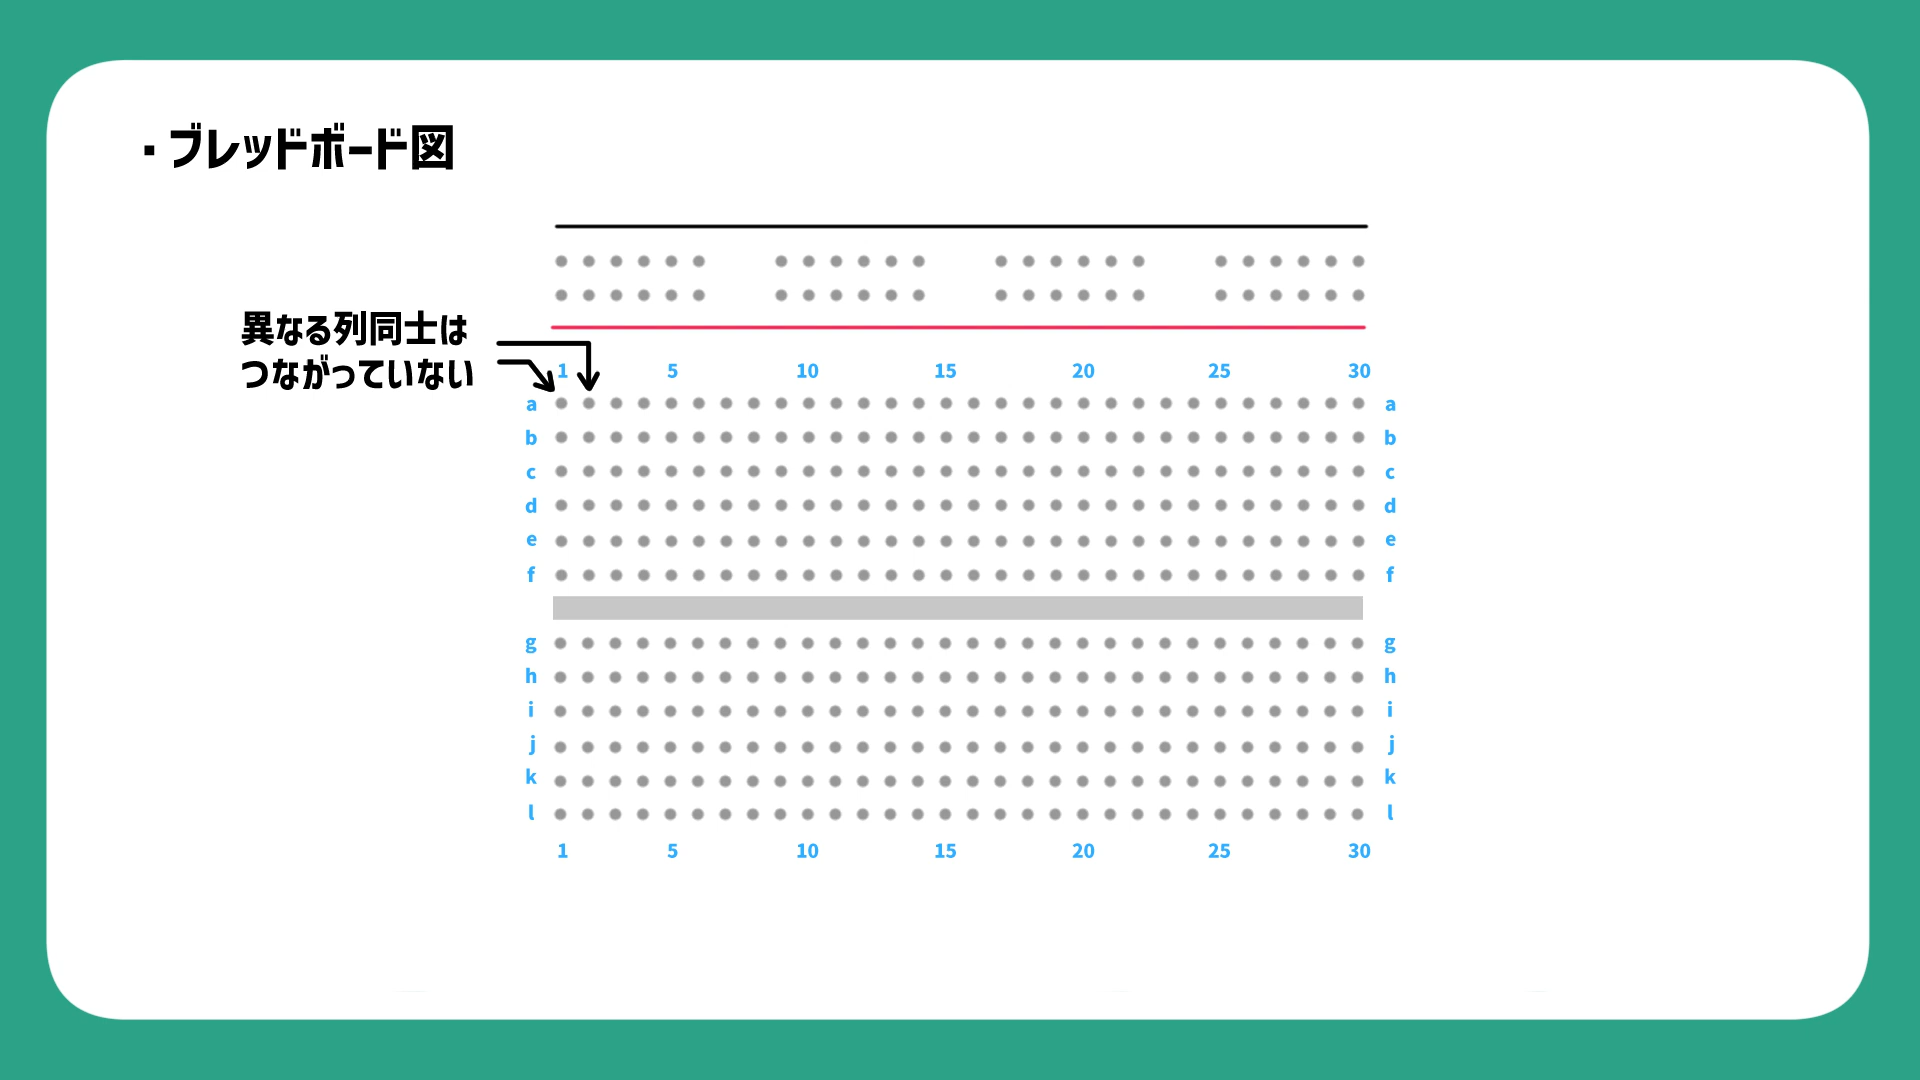 ・ブレッドボード図
異なる列同士は
つながっていない
1 5 10 15 20 25 30
a a
b b
c c
d d
e e
f f
g g
h h
i i
j j
k k
l l
1 5 10 15 20 25 30